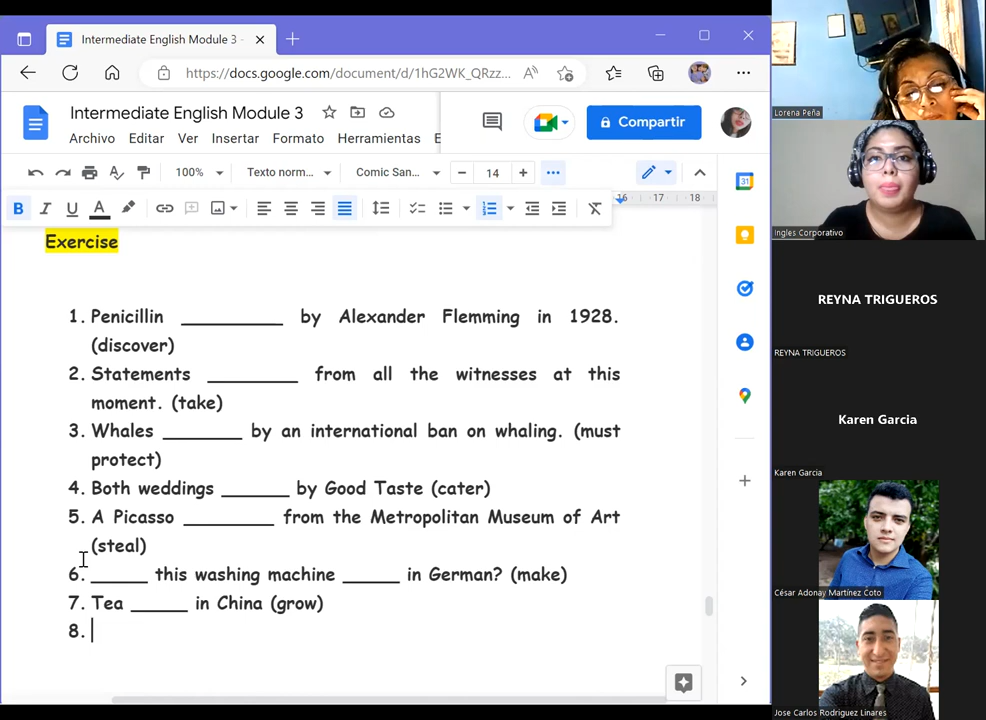 Intermediate English Module 3 -
https://docs.google.com/document/d/1hG2WK_QRzz...
Intermediate English Module 3
Compartir
Archivo Editar Ver Insertar Formato Herramientas E
100% Texto norm... Comic San... 14
16 17 18
Exercise
1. Penicillin __________ by Alexander Flemming in 1928.
(discover)
2. Statements _________ from all the witnesses at this
moment. (take)
3. Whales ________ by an international ban on whaling. (must
protect)
4. Both weddings _______ by Good Taste (cater)
5. A Picasso _________ from the Metropolitan Museum of Art
(steal)
6. ______ this washing machine ______ in German? (make)
7. Tea ______ in China (grow)
8.
Lorena Peña
Ingles Corporativo
REYNA TRIGUEROS
REYNA TRIGUEROS
Karen Garcia
Karen Garcia
César Adonay Martínez Coto
Jose Carlos Rodriguez Linares